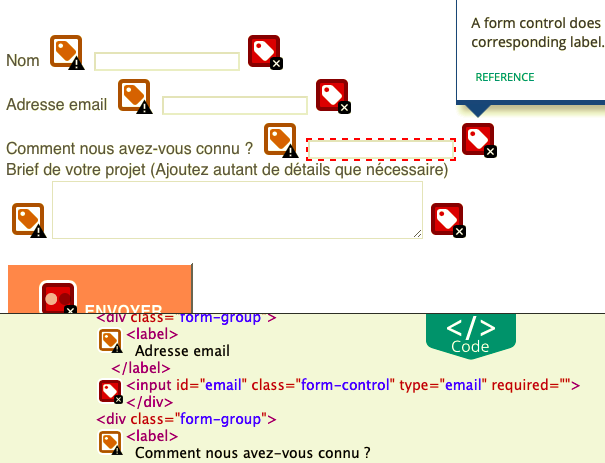 A form control does
corresponding label.
REFERENCE
Nom
Adresse email
Comment nous avez-vous connu ?
Brief de votre projet (Ajoutez autant de détails que nécessaire)
ENVOYER
<div class="form-group">
<label>
Adresse email
</label>
<input id="email" class="form-control" type="email" required="">
</div>
<div class="form-group">
<label>
Comment nous avez-vous connu ?
</> 
Code